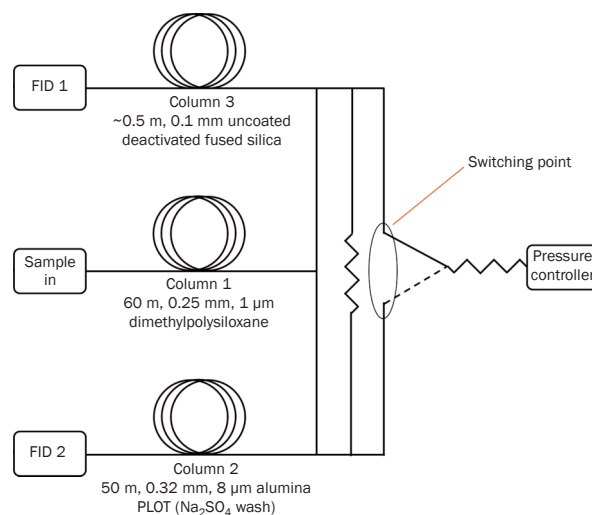 FID 1
Column 3
~0.5 m, 0.1 mm uncoated
deactivated fused silica
Switching point
Sample
in
Column 1
60 m, 0.25 mm, 1 μm
dimethylpolysiloxane
Pressure
controller
FID 2
Column 2
50 m, 0.32 mm, 8 μm alumina
PLOT (Na₂SO₄ wash)